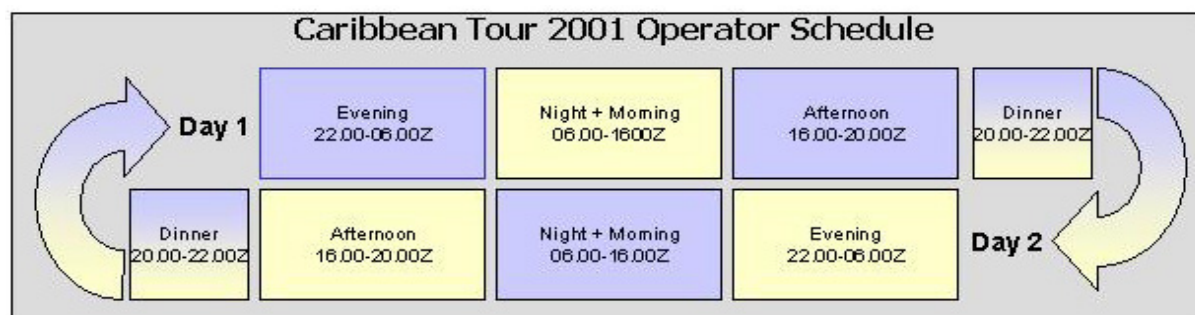 Caribbean Tour 2001 Operator Schedule
Day 1
Evening
22.00-06.00Z
Night + Morning
06.00-1600Z
Afternoon
16.00-20.00Z
Dinner
20.00-22.00Z
Dinner
20.00-22.00Z
Afternoon
16.00-20.00Z
Night + Morning
06.00-16.00Z
Evening
22.00-06.00Z
Day 2